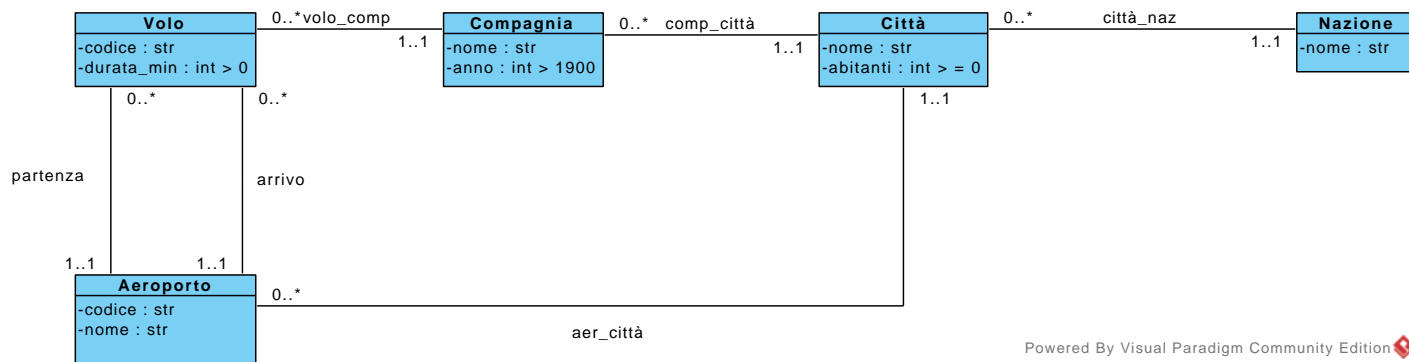 Volo
-codice : str
-durata_min : int > 0
0..*
volo_comp
1..1
Compagnia
-nome : str
-anno : int > 1900
0..*
comp_città
1..1
Città
-nome : str
-abitanti : int > = 0
0..*
città_naz
1..1
Nazione
-nome : str
0..*
0..*
1..1
partenza
arrivo
1..1
1..1
Aeroporto
-codice : str
-nome : str
0..*
aer_città
Powered By Visual Paradigm Community Edition